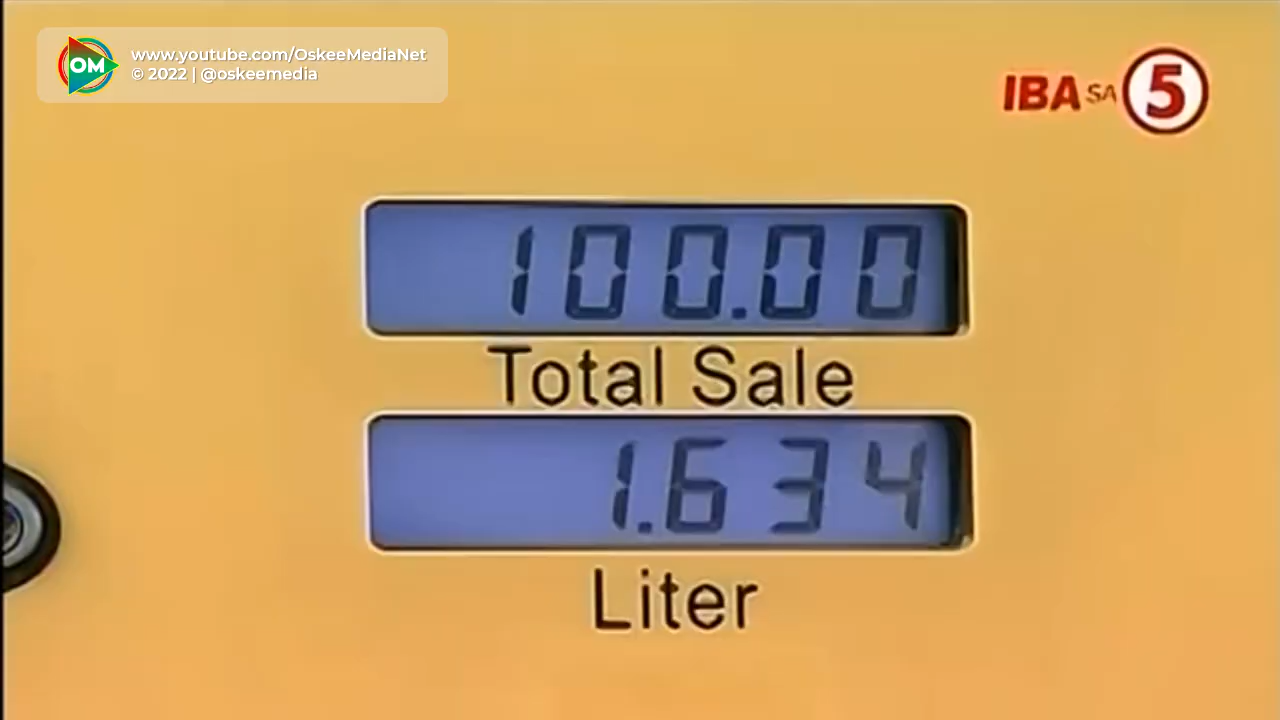 www.youtube.com/OskeeMediaNet
OM
© 2022 | @oskeemedia
IBA SA 5
100.00
Total Sale
1.634
Liter